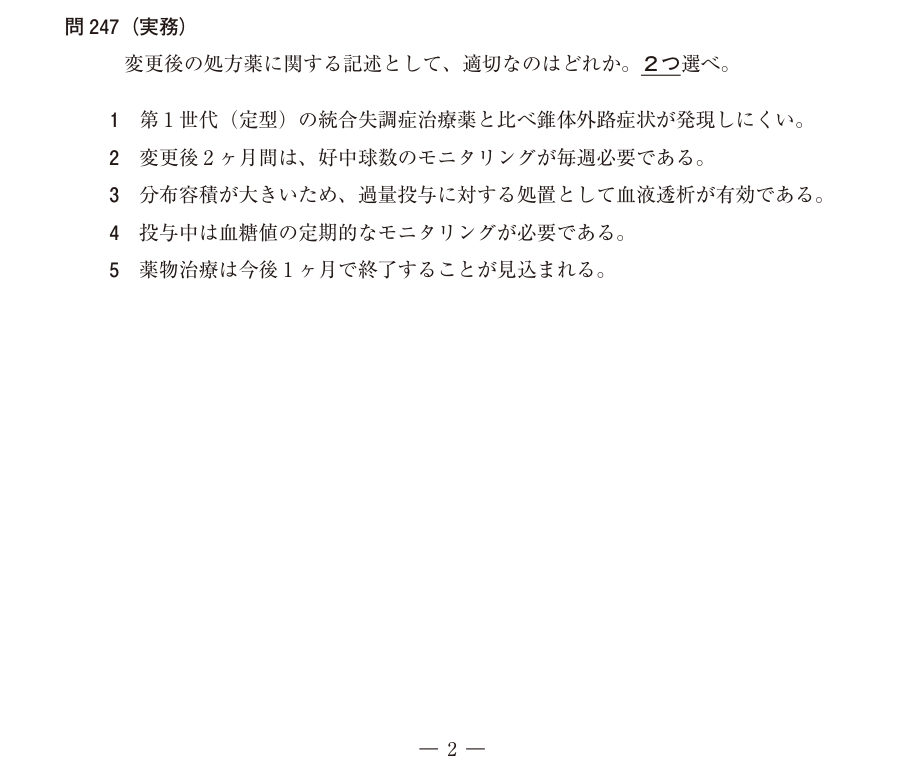 問 247（実務）
変更後の処方薬に関する記述として、適切なのはどれか。２つ選べ。
1 第１世代（定型）の統合失調症治療薬と比べ錐体外路症状が発現しにくい。
2 変更後２ヶ月間は、好中球数のモニタリングが毎週必要である。
3 分布容積が大きいため、過量投与に対する処置として血液透析が有効である。
4 投与中は血糖値の定期的なモニタリングが必要である。
5 薬物治療は今後１ヶ月で終了することが見込まれる。
― 2 ―